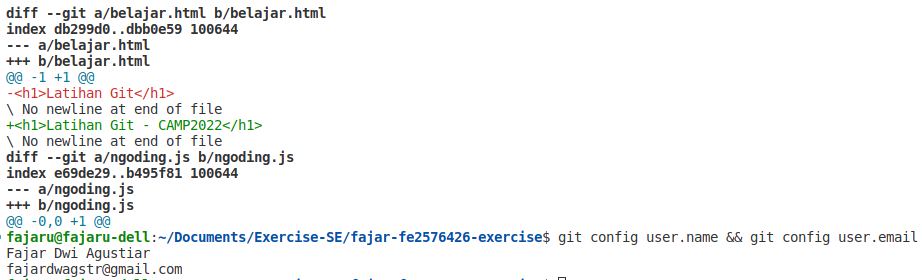 diff --git a/belajar.html b/belajar.html
index db299d0..dbb0e59 100644
--- a/belajar.html
+++ b/belajar.html
@@ -1 +1 @@
-<h1>Latihan Git</h1>
\ No newline at end of file
+<h1>Latihan Git - CAMP2022</h1>
\ No newline at end of file
diff --git a/ngoding.js b/ngoding.js
index e69de29..b495f81 100644
--- a/ngoding.js
+++ b/ngoding.js
@@ -0,0 +1 @@
fajaru@fajaru-dell:~/Documents/Exercise-SE/fajar-fe2576426-exercise$ git config user.name && git config user.email
Fajar Dwi Agustiar
fajardwagstr@gmail.com